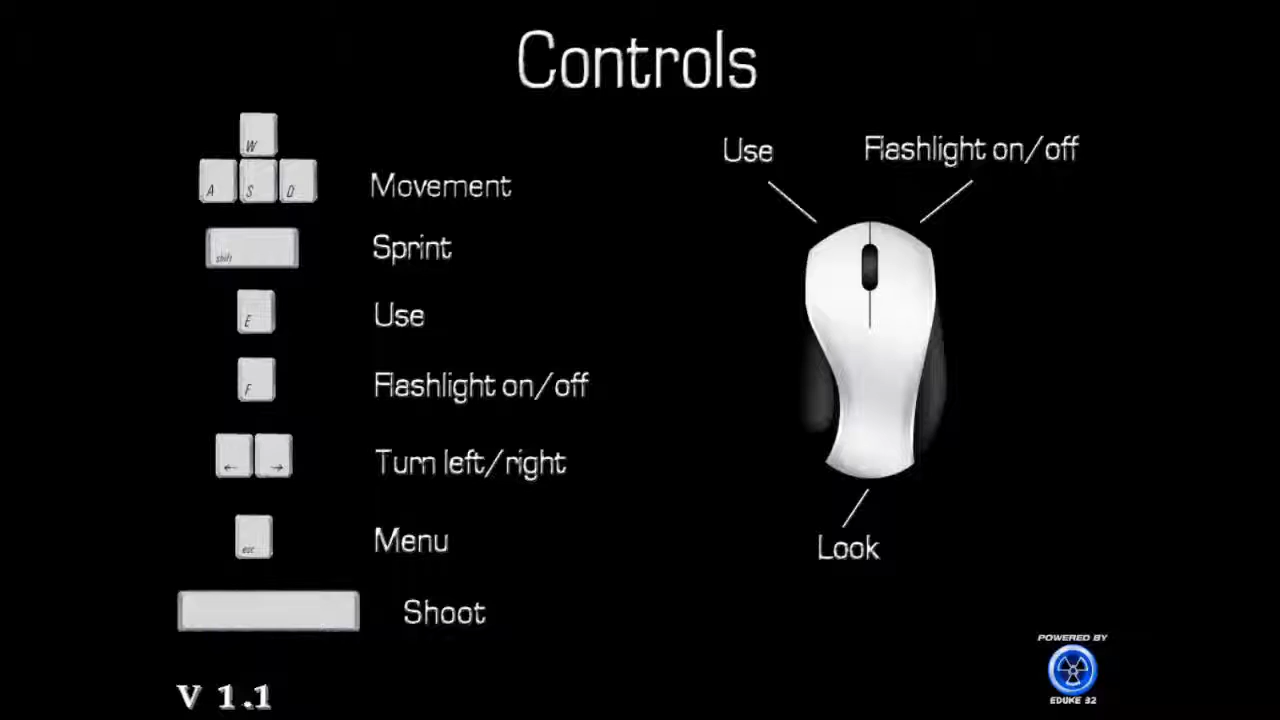 Controls
W
A S D
Movement
shift
Sprint
E
Use
F
Flashlight on/off
← →
Turn left/right
esc
Menu
Shoot
Use
Flashlight on/off
Look
V 1.1
POWERED BY
EDUKE 32